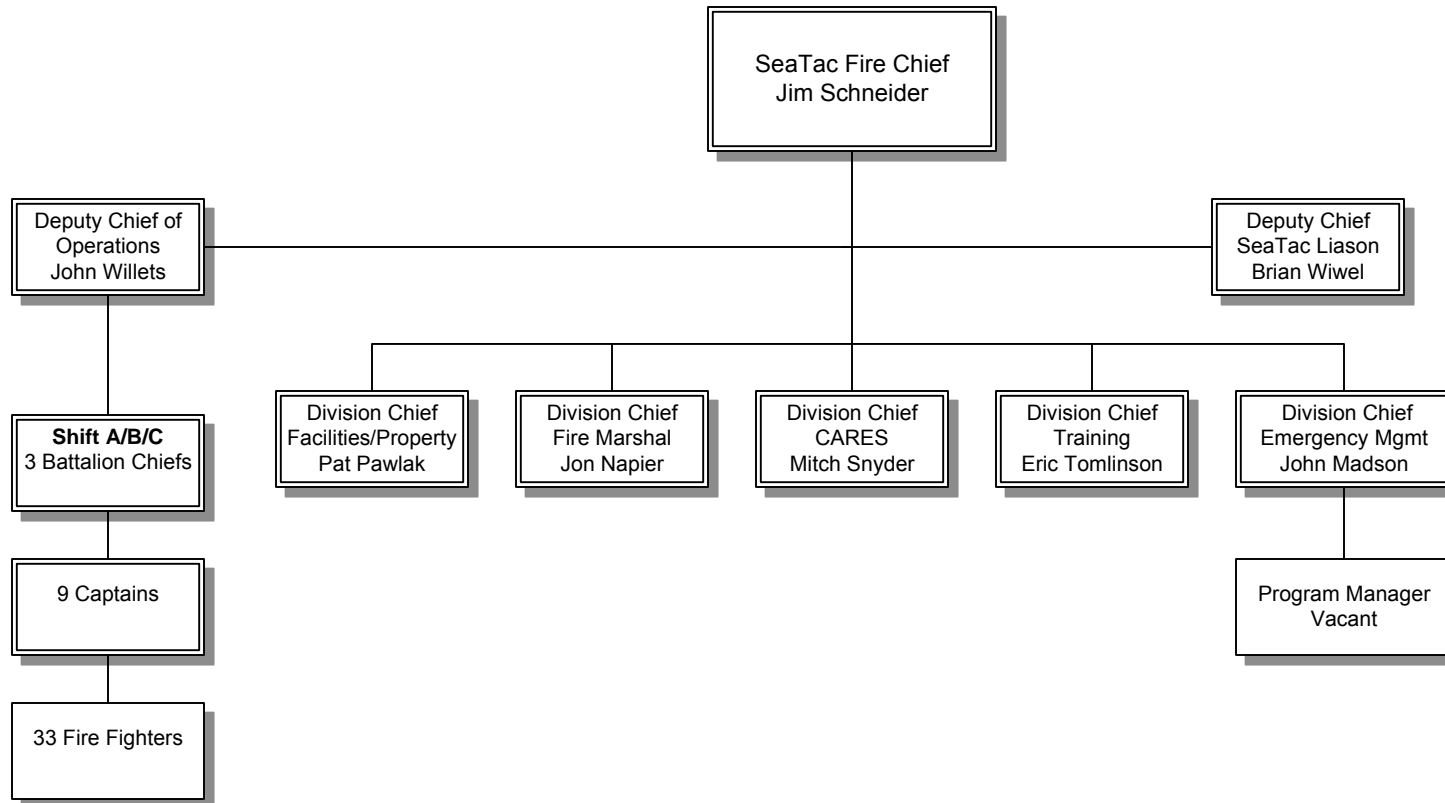 SeaTac Fire Chief
Jim Schneider
Deputy Chief of
Operations
John Willets
Deputy Chief
SeaTac Liason
Brian Wiwel
Shift A/B/C
3 Battalion Chiefs
Division Chief
Facilities/Property
Pat Pawlak
Division Chief
Fire Marshal
Jon Napier
Division Chief
CARES
Mitch Snyder
Division Chief
Training
Eric Tomlinson
Division Chief
Emergency Mgmt
John Madson
9 Captains
Program Manager
Vacant
33 Fire Fighters